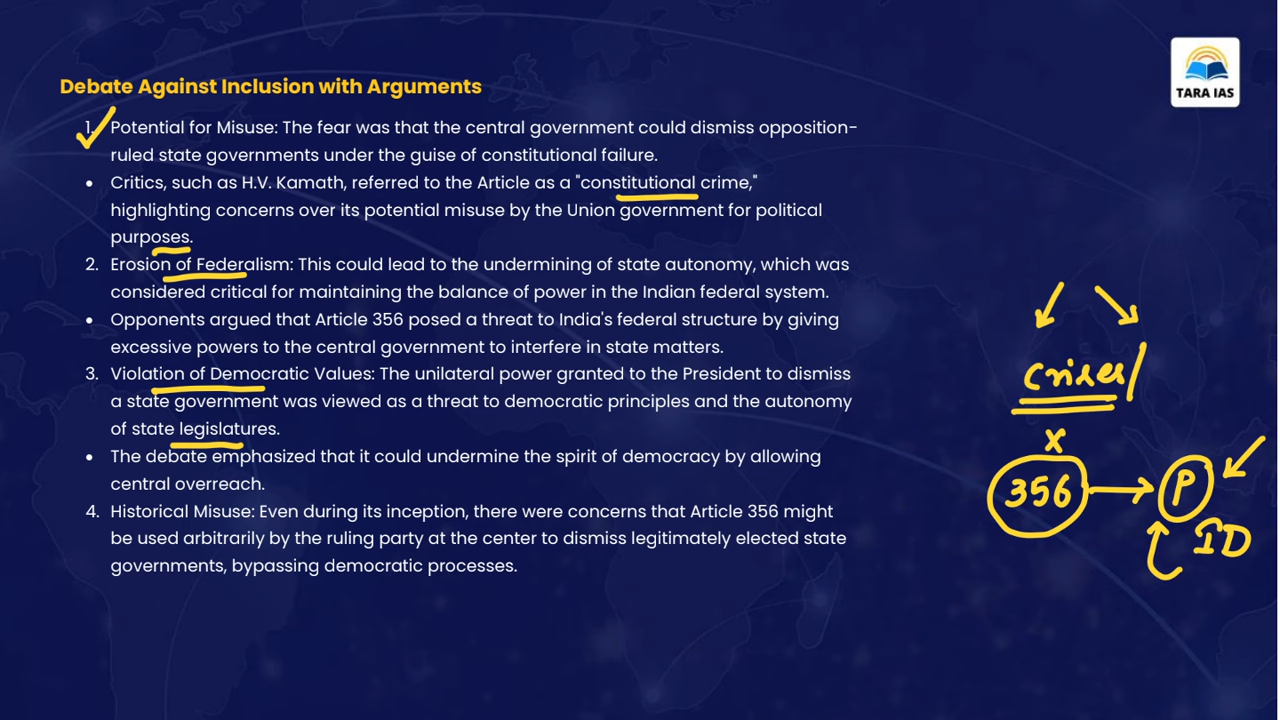 TARA IAS
Debate Against Inclusion with Arguments
1. Potential for Misuse: The fear was that the central government could dismiss opposition-
ruled state governments under the guise of constitutional failure.
• Critics, such as H.V. Kamath, referred to the Article as a "constitutional crime,"
highlighting concerns over its potential misuse by the Union government for political
purposes.
2. Erosion of Federalism: This could lead to the undermining of state autonomy, which was
considered critical for maintaining the balance of power in the Indian federal system.
• Opponents argued that Article 356 posed a threat to India's federal structure by giving
excessive powers to the central government to interfere in state matters.
3. Violation of Democratic Values: The unilateral power granted to the President to dismiss
a state government was viewed as a threat to democratic principles and the autonomy
of state legislatures.
• The debate emphasized that it could undermine the spirit of democracy by allowing
central overreach.
4. Historical Misuse: Even during its inception, there were concerns that Article 356 might
be used arbitrarily by the ruling party at the center to dismiss legitimately elected state
governments, bypassing democratic processes.
x
356 P
ID